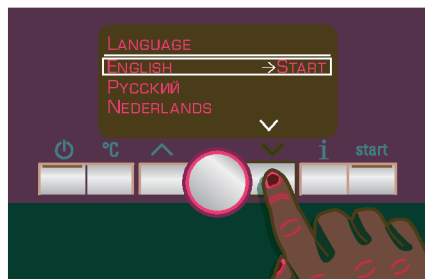 LANGUAGE
ENGLISH →START
РУССКИЙ
NEDERLANDS
°C i start